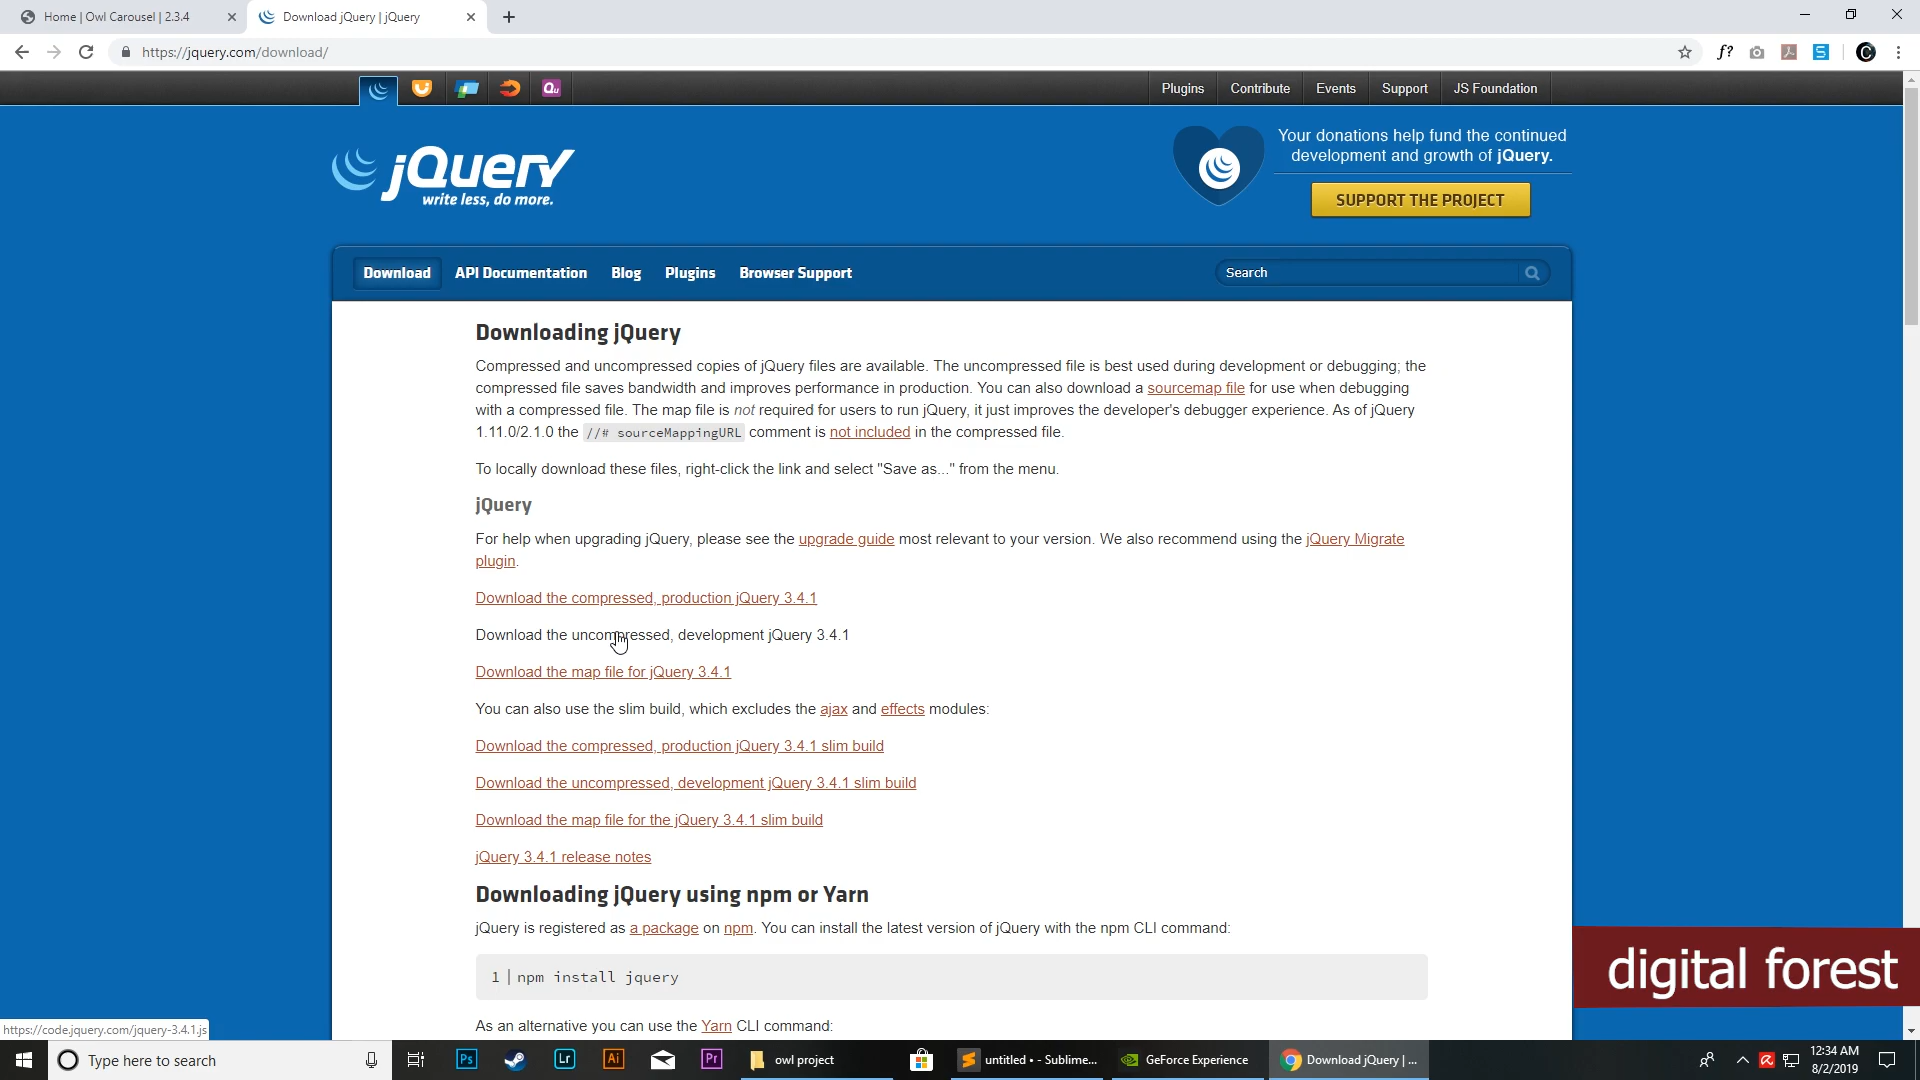 Home | Owl Carousel | 2.3.4
Download jQuery | jQuery
https://jquery.com/download/
f?
S
C
Qu
Plugins
Contribute
Events
Support
JS Foundation
jQuery
write less, do more.
Your donations help fund the continued
development and growth of jQuery.
SUPPORT THE PROJECT
Download
API Documentation
Blog
Plugins
Browser Support
Search
Downloading jQuery
Compressed and uncompressed copies of jQuery files are available. The uncompressed file is best used during development or debugging; the
compressed file saves bandwidth and improves performance in production. You can also download a sourcemap file for use when debugging
with a compressed file. The map file is not required for users to run jQuery, it just improves the developer's debugger experience. As of jQuery
1.11.0/2.1.0 the //# sourceMappingURL comment is not included in the compressed file.
To locally download these files, right-click the link and select "Save as..." from the menu.
jQuery
For help when upgrading jQuery, please see the upgrade guide most relevant to your version. We also recommend using the jQuery Migrate
plugin.
Download the compressed, production jQuery 3.4.1
Download the uncompressed, development jQuery 3.4.1
Download the map file for jQuery 3.4.1
You can also use the slim build, which excludes the ajax and effects modules:
Download the compressed, production jQuery 3.4.1 slim build
Download the uncompressed, development jQuery 3.4.1 slim build
Download the map file for the jQuery 3.4.1 slim build
jQuery 3.4.1 release notes
Downloading jQuery using npm or Yarn
jQuery is registered as a package on npm. You can install the latest version of jQuery with the npm CLI command:
1 npm install jquery
As an alternative you can use the Yarn CLI command:
digital forest
https://code.jquery.com/jquery-3.4.1.js
Type here to search
Ps
Lr
Ai
Pr
owl project
untitled • - Sublime...
GeForce Experience
Download jQuery | ...
12:34 AM
8/2/2019